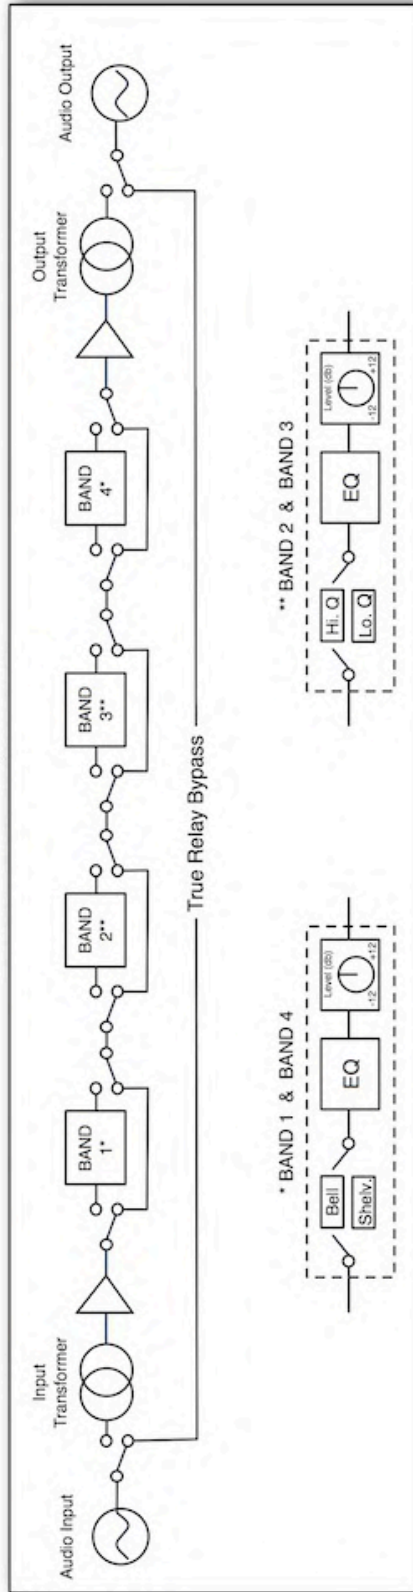 Audio Input
Input
Transformer
BAND
1*
BAND
2**
BAND
3**
BAND
4*
Output
Transformer
Audio Output
True Relay Bypass
* BAND 1 & BAND 4
Bell
Shelv.
EQ
Level (db)
-12
+12
** BAND 2 & BAND 3
Hi. Q
Lo. Q
EQ
Level (db)
-12
+12